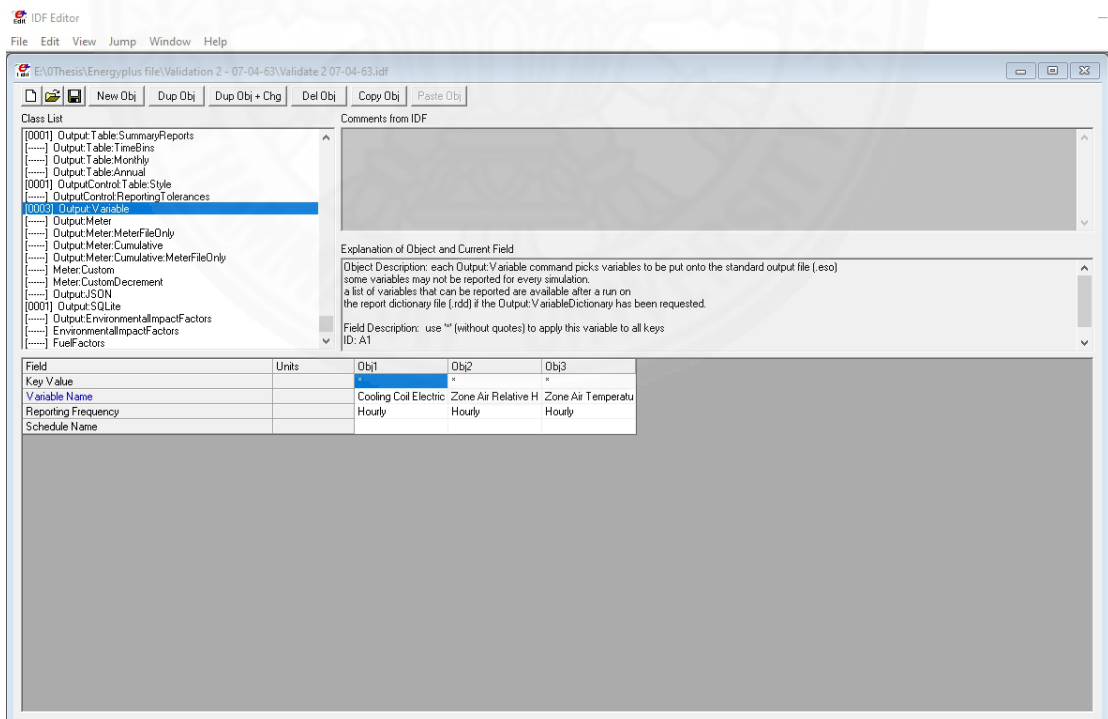 IDF Editor
File Edit View Jump Window Help
E:\0Thesis\Energyplus file\Validation 2 - 07-04-63\Validate 2 07-04-63.idf
New Obj Dup Obj Dup Obj + Chg Del Obj Copy Obj Paste Obj
Class List
[0001] Output:Table:SummaryReports
[------] Output:Table:TimeBins
[------] Output:Table:Monthly
[------] Output:Table:Annual
[0001] OutputControl:Table:Style
[------] OutputControl:ReportingTolerances
[0003] Output:Variable
[------] Output:Meter
[------] Output:Meter:MeterFileOnly
[------] Output:Meter:Cumulative
[------] Output:Meter:Cumulative:MeterFileOnly
[------] Meter:Custom
[------] Meter:CustomDecrement
[------] Output:JSON
[0001] Output:SQLite
[------] Output:EnvironmentalImpactFactors
[------] EnvironmentalImpactFactors
[------] FuelFactors
Comments from IDF
Explanation of Object and Current Field
Object Description: each Output:Variable command picks variables to be put onto the standard output file (.eso)
some variables may not be reported for every simulation.
a list of variables that can be reported are available after a run on
the report dictionary file (.rdd) if the Output:VariableDictionary has been requested.
Field Description: use '*' (without quotes) to apply this variable to all keys
ID: A1
Field Units Obj1 Obj2 Obj3
Key Value * * *
Variable Name Cooling Coil Electric Zone Air Relative H Zone Air Temperatu
Reporting Frequency Hourly Hourly Hourly
Schedule Name